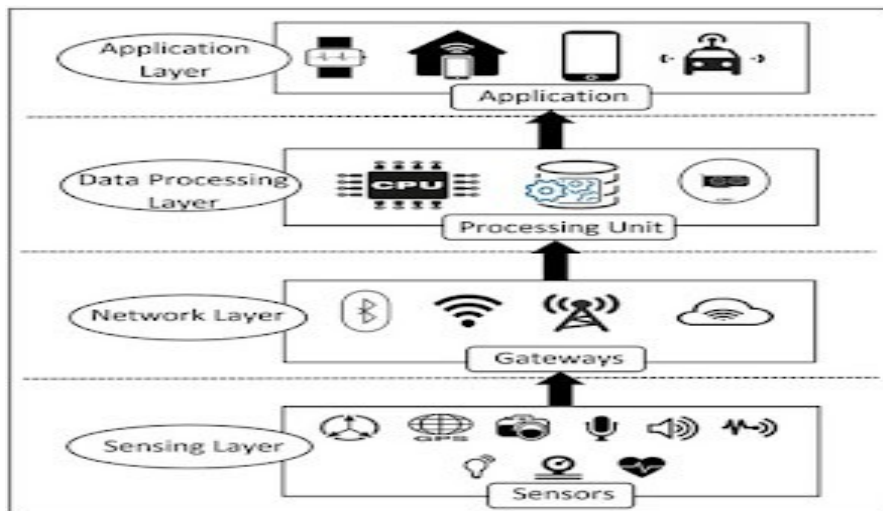 Application
Layer
Application
Data Processing
Layer
CPU
Processing Unit
Network Layer
Gateways
Sensing Layer
GPS
Sensors